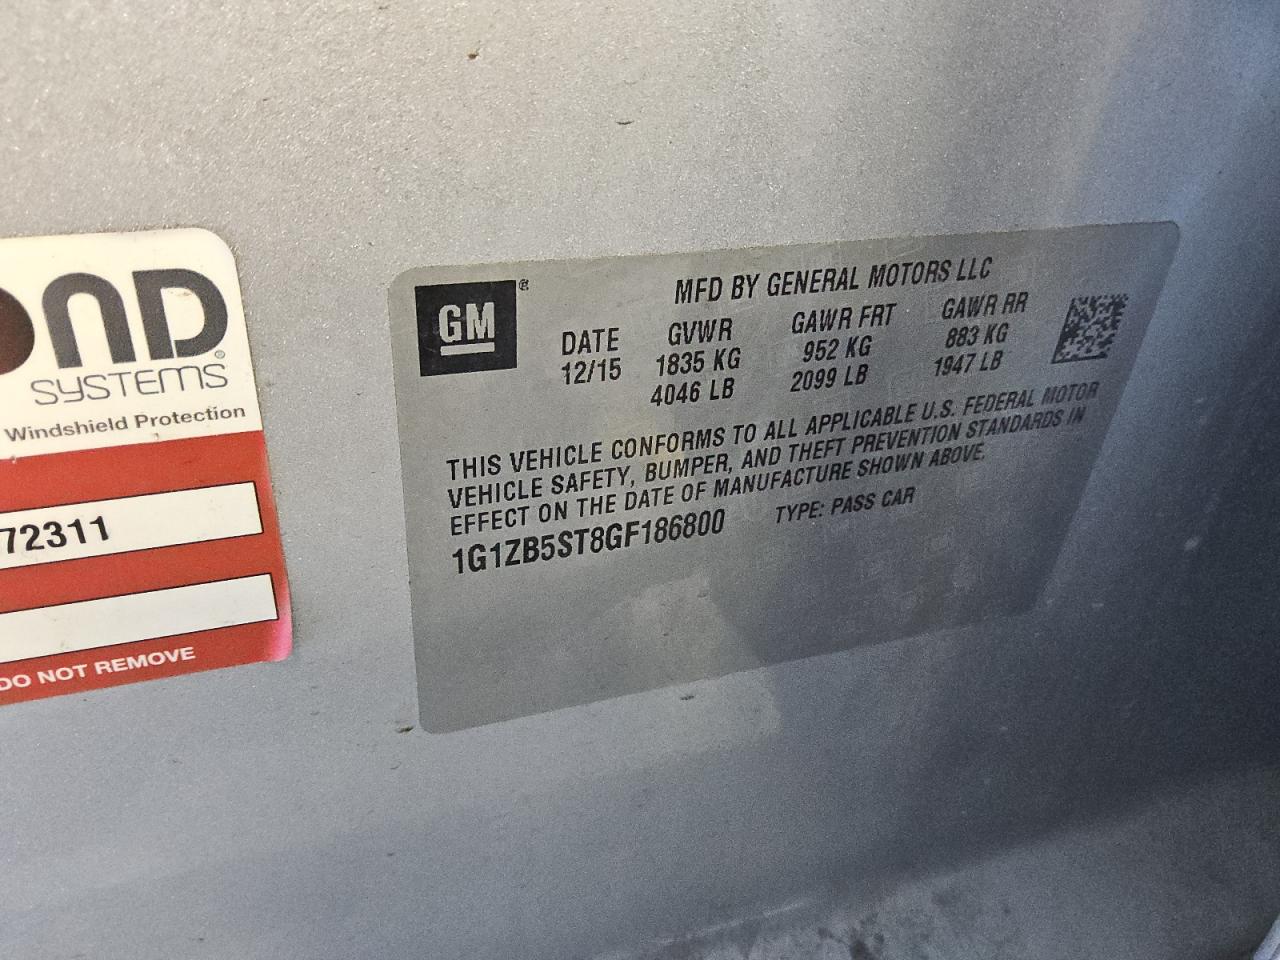 ND®
SYSTEMS
Windshield Protection
72311
DO NOT REMOVE
GM®
MFD BY GENERAL MOTORS LLC
DATE GVWR GAWR FRT GAWR RR
12/15 1835 KG 952 KG 883 KG
4046 LB 2099 LB 1947 LB
THIS VEHICLE CONFORMS TO ALL APPLICABLE U.S. FEDERAL MOTOR
VEHICLE SAFETY, BUMPER, AND THEFT PREVENTION STANDARDS IN
EFFECT ON THE DATE OF MANUFACTURE SHOWN ABOVE.
1G1ZB5ST8GF186800 TYPE: PASS CAR